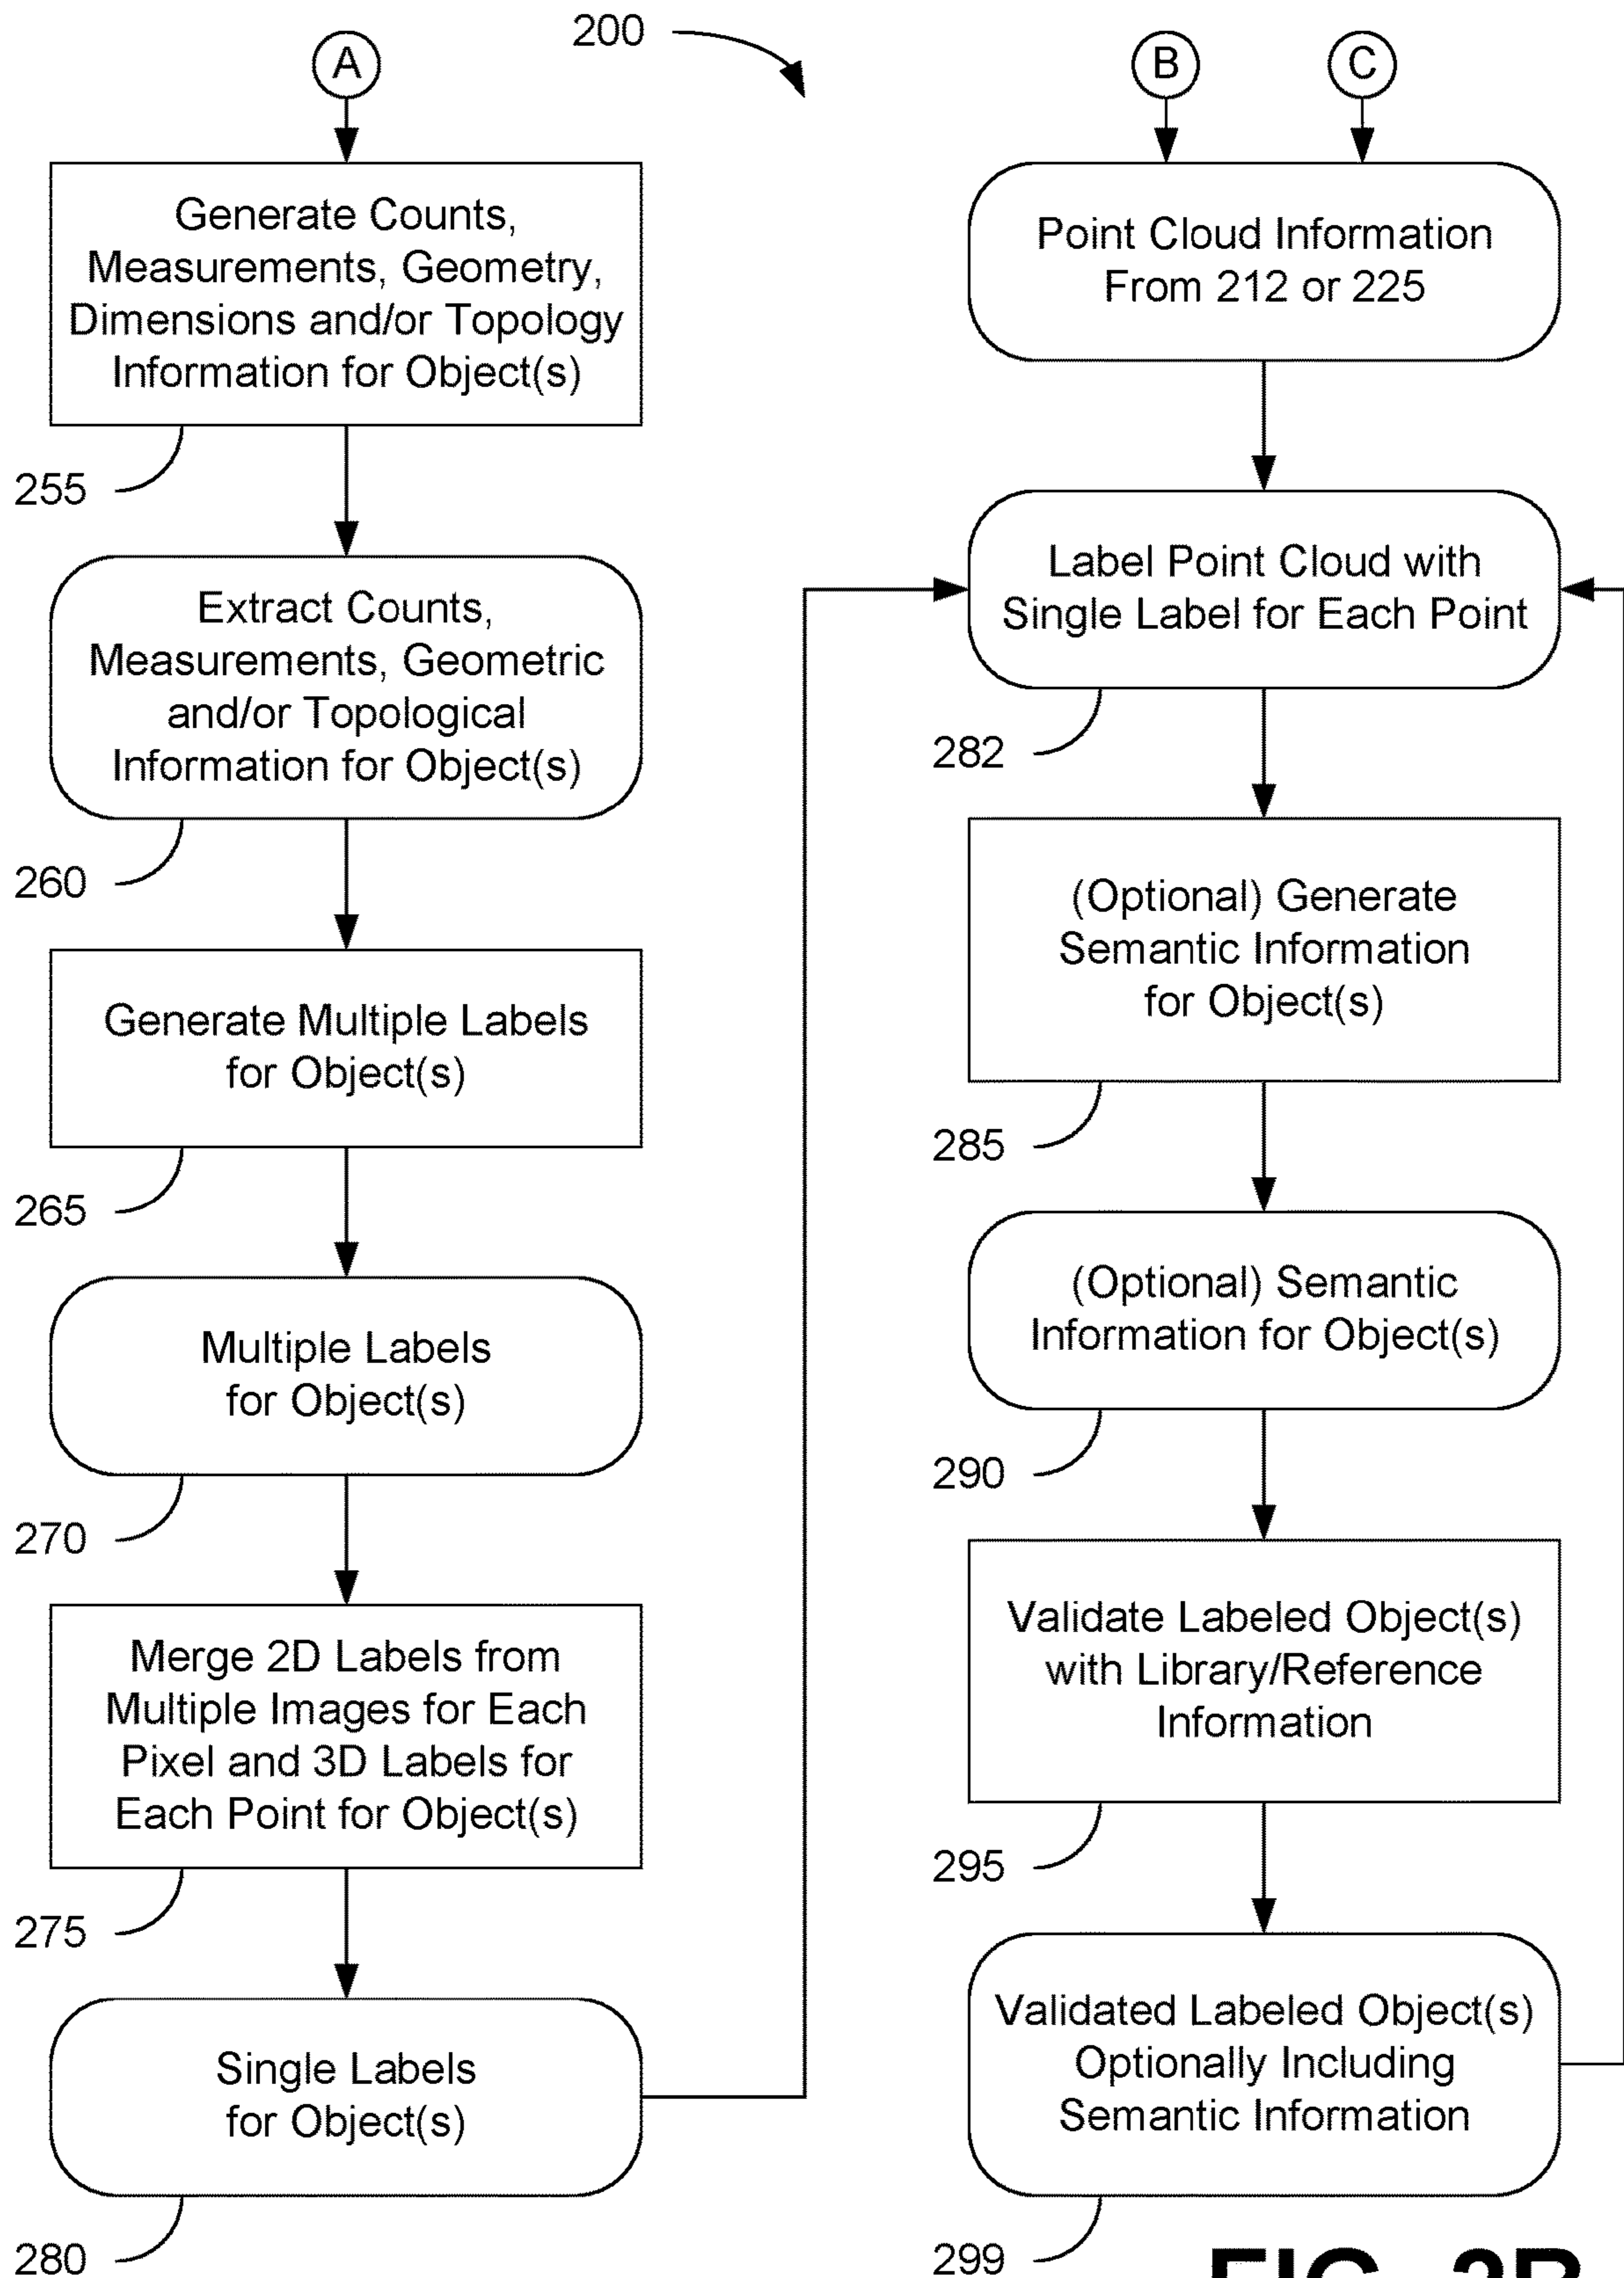 200
A
Generate Counts,
Measurements, Geometry,
Dimensions and/or Topology
Information for Object(s)
255
Extract Counts,
Measurements, Geometric
and/or Topological
Information for Object(s)
260
Generate Multiple Labels
for Object(s)
265
Multiple Labels
for Object(s)
270
Merge 2D Labels from
Multiple Images for Each
Pixel and 3D Labels for
Each Point for Object(s)
275
Single Labels
for Object(s)
280
B
C
Point Cloud Information
From 212 or 225
Label Point Cloud with
Single Label for Each Point
282
(Optional) Generate
Semantic Information
for Object(s)
285
(Optional) Semantic
Information for Object(s)
290
Validate Labeled Object(s)
with Library/Reference
Information
295
Validated Labeled Object(s)
Optionally Including
Semantic Information
299
FIG